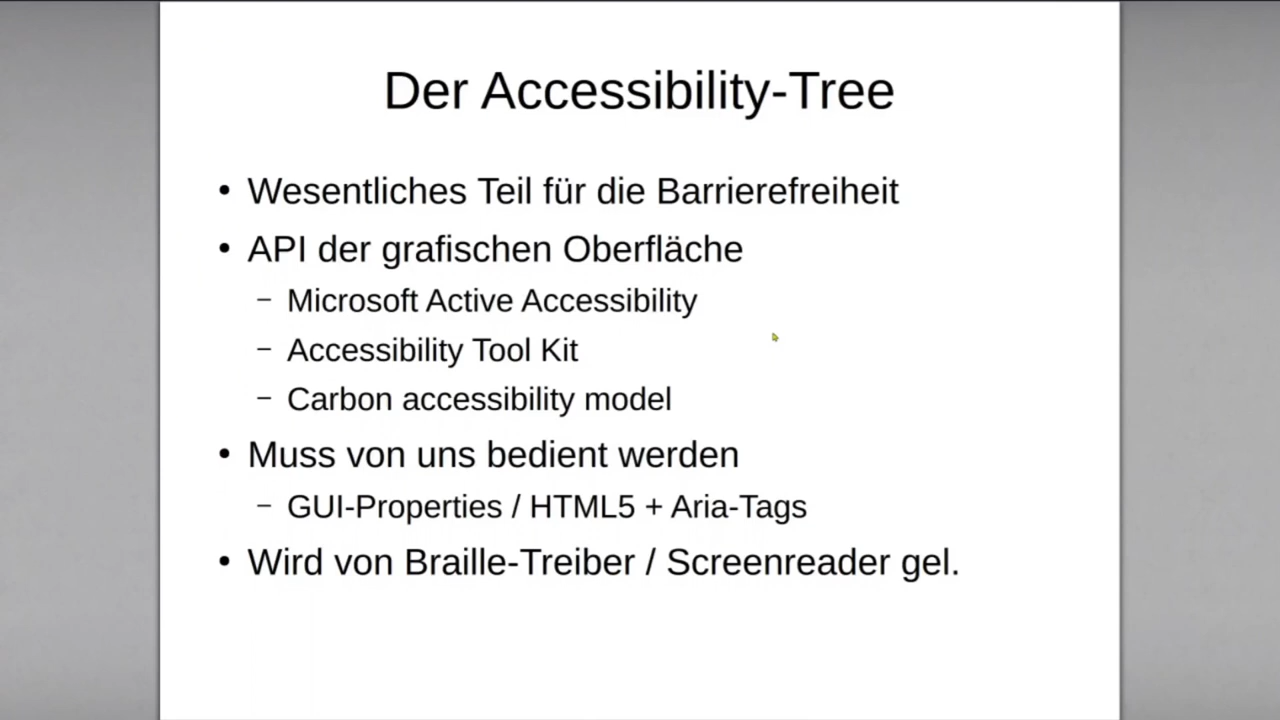 Der Accessibility-Tree
• Wesentliches Teil für die Barrierefreiheit
• API der grafischen Oberfläche
– Microsoft Active Accessibility
– Accessibility Tool Kit
– Carbon accessibility model
• Muss von uns bedient werden
– GUI-Properties / HTML5 + Aria-Tags
• Wird von Braille-Treiber / Screenreader gel.